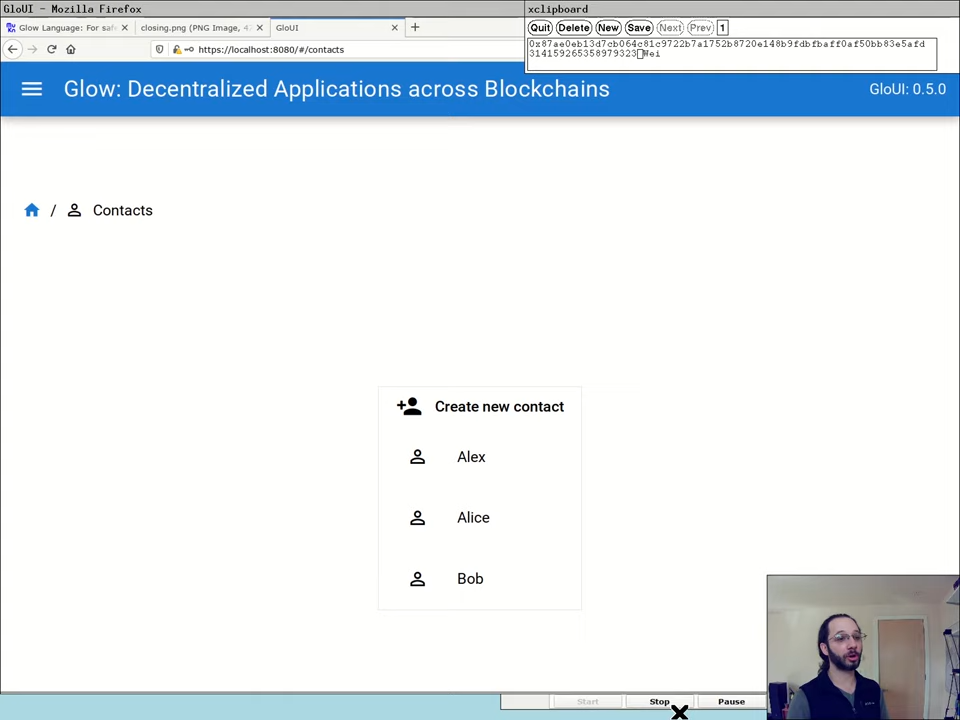 GloUI - Mozilla Firefox
xclipboard
Glow Language: For saf
closing.png (PNG Image, 4
GloUI
Quit Delete New Save Next Prev 1
https://localhost:8080/#/contacts
0x87ae0eb13d7cb064c81c9722b7a1752b8720e148b9fdbfbaff0af50bb83e5afd
314159265358979323 Wei
Glow: Decentralized Applications across Blockchains
GloUI: 0.5.0
/ Contacts
Create new contact
Alex
Alice
Bob
Start Stop Pause